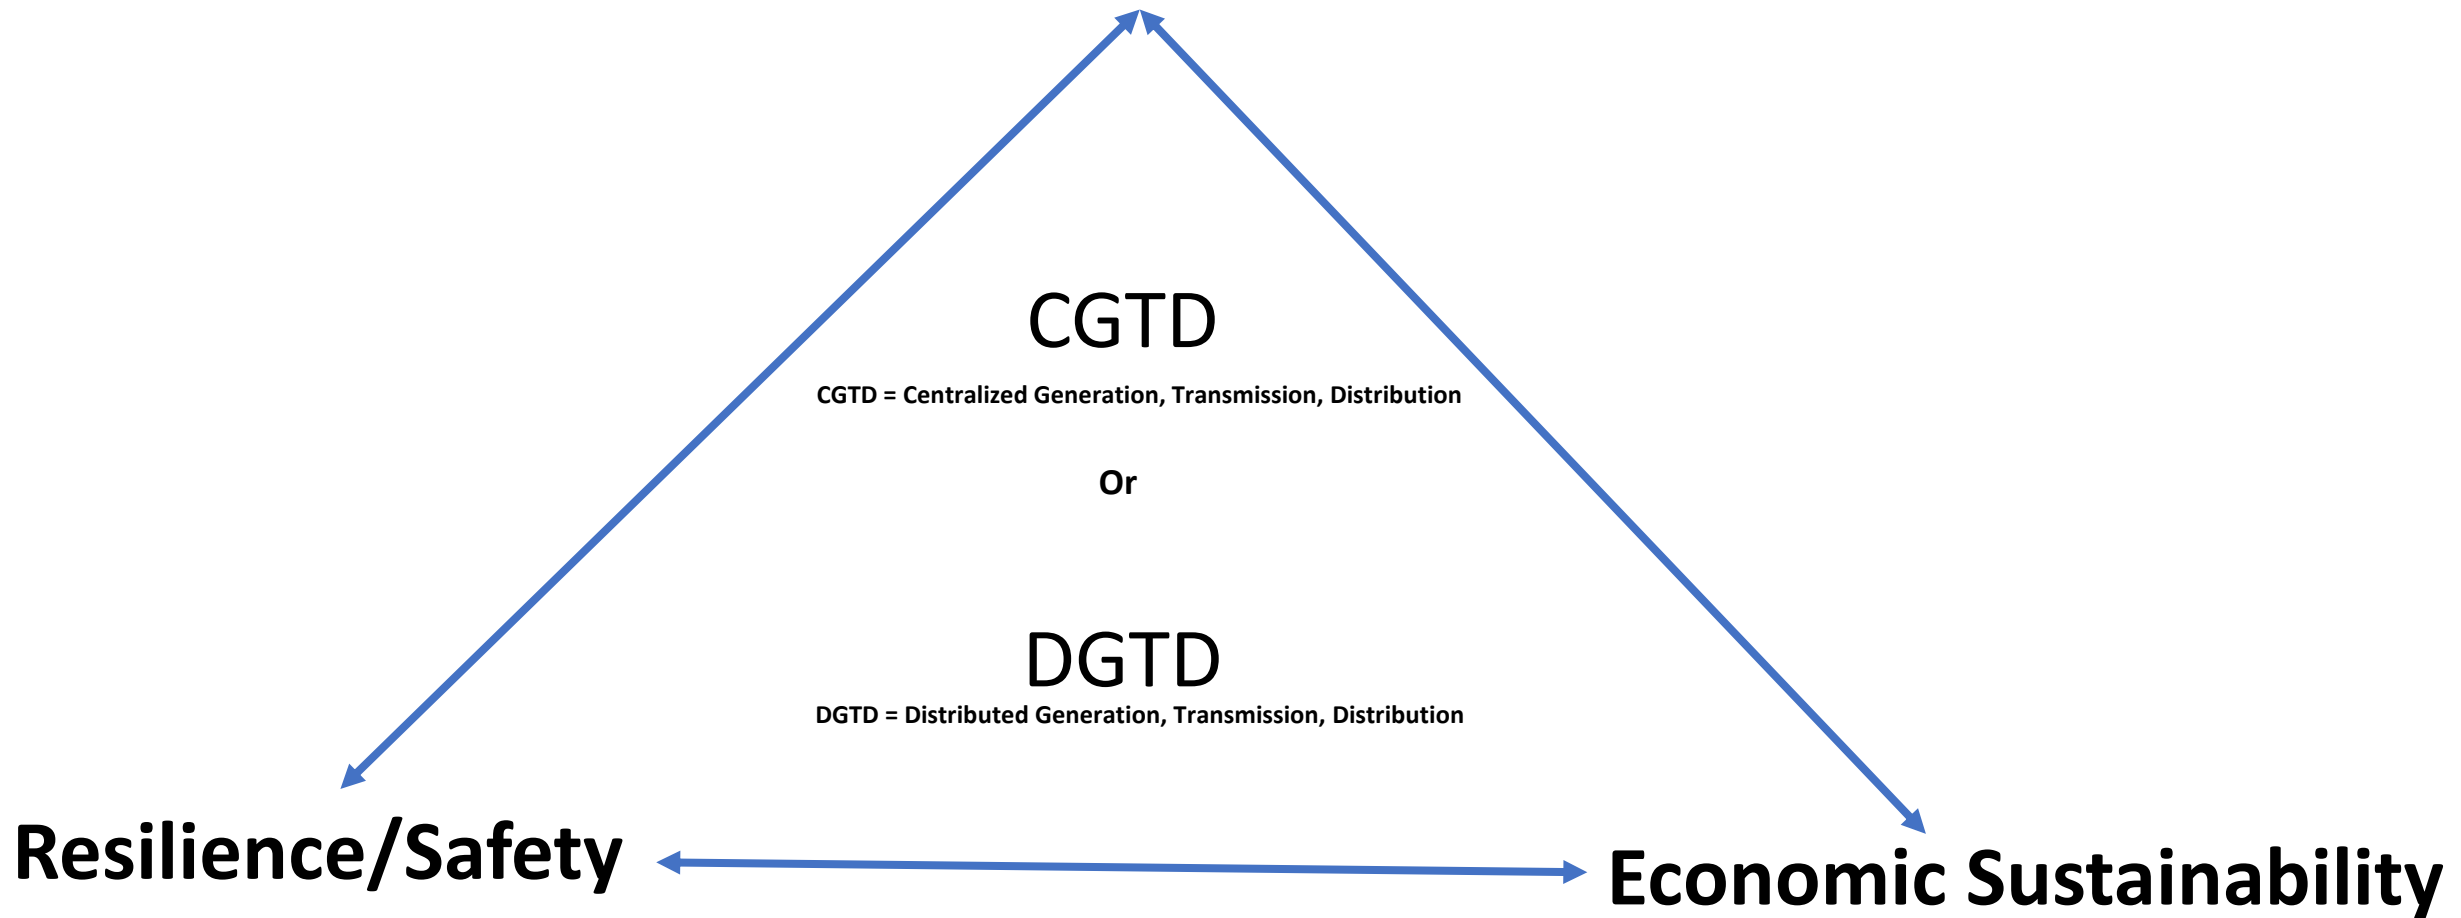 CGTD
CGTD = Centralized Generation, Transmission, Distribution
Or
DGTD
DGTD = Distributed Generation, Transmission, Distribution
Resilience/Safety
Economic Sustainability